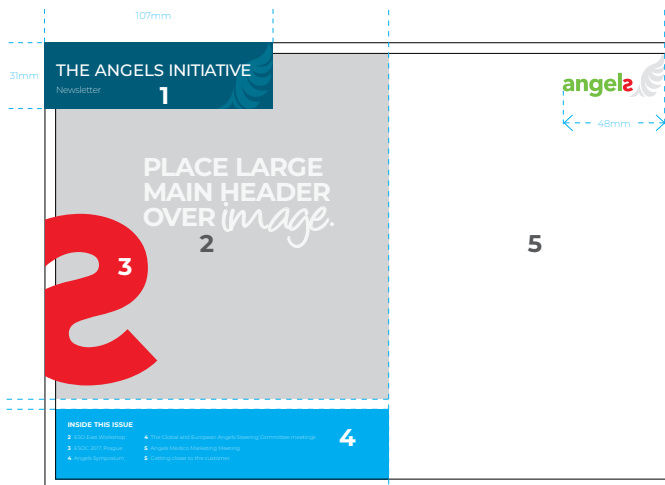 107mm
31mm
THE ANGELS INITIATIVE
Newsletter
1
angels
48mm
PLACE LARGE
MAIN HEADER
OVER image.
2
3
5
INSIDE THIS ISSUE
2 ESO East Workshop
3 ESOC 2017 Prague
4 Angels Symposium
4 The Global and European Angels Steering Committee meetings
5 Angels Medico Marketing Meeting
5 Getting closer to the customer
4